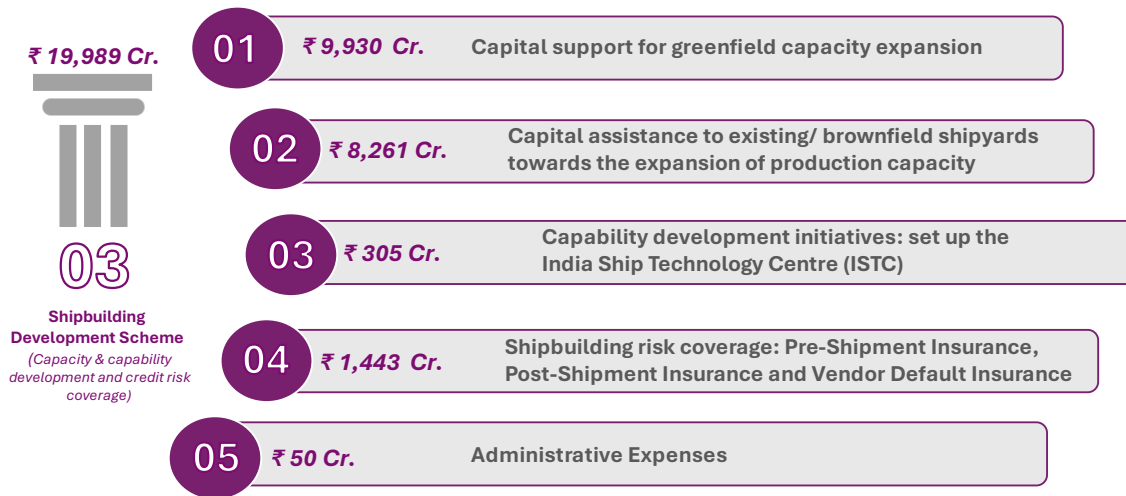 ₹ 19,989 Cr.
03
Shipbuilding
Development Scheme
(Capacity & capability
development and credit risk
coverage)
01 ₹ 9,930 Cr. Capital support for greenfield capacity expansion
02 ₹ 8,261 Cr. Capital assistance to existing/ brownfield shipyards
towards the expansion of production capacity
03 ₹ 305 Cr. Capability development initiatives: set up the
India Ship Technology Centre (ISTC)
04 ₹ 1,443 Cr. Shipbuilding risk coverage: Pre-Shipment Insurance,
Post-Shipment Insurance and Vendor Default Insurance
05 ₹ 50 Cr. Administrative Expenses